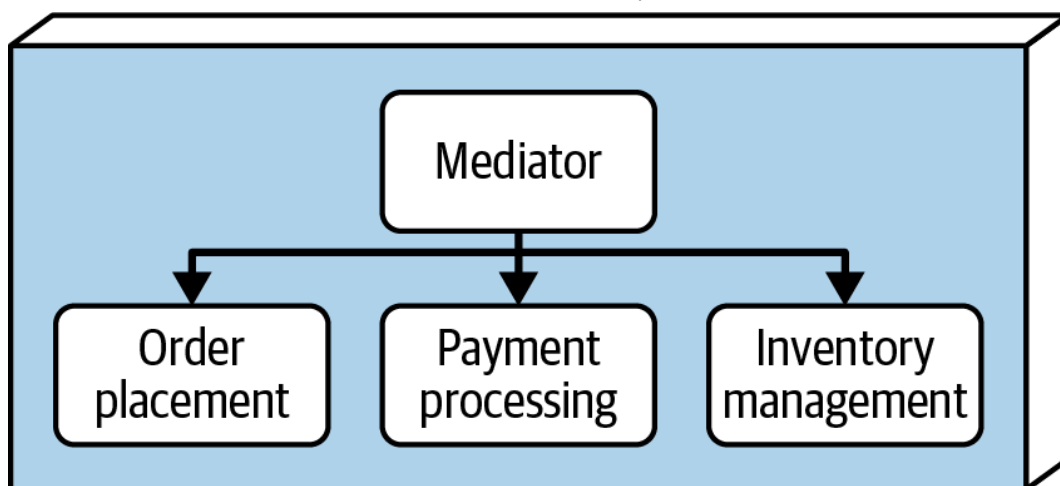 Mediator
Order
placement
Payment
processing
Inventory
management